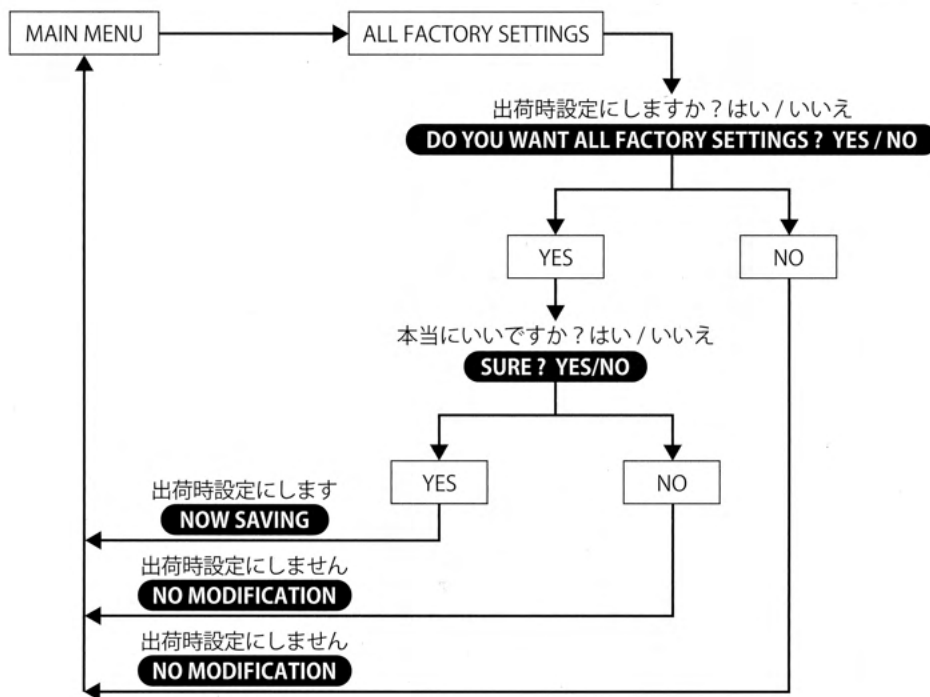 MAIN MENU
ALL FACTORY SETTINGS
出荷時設定にしますか？はい / いいえ
DO YOU WANT ALL FACTORY SETTINGS ? YES / NO
YES
NO
本当にいいですか？はい / いいえ
SURE ? YES/NO
YES
NO
出荷時設定にします
NOW SAVING
出荷時設定にしません
NO MODIFICATION
出荷時設定にしません
NO MODIFICATION